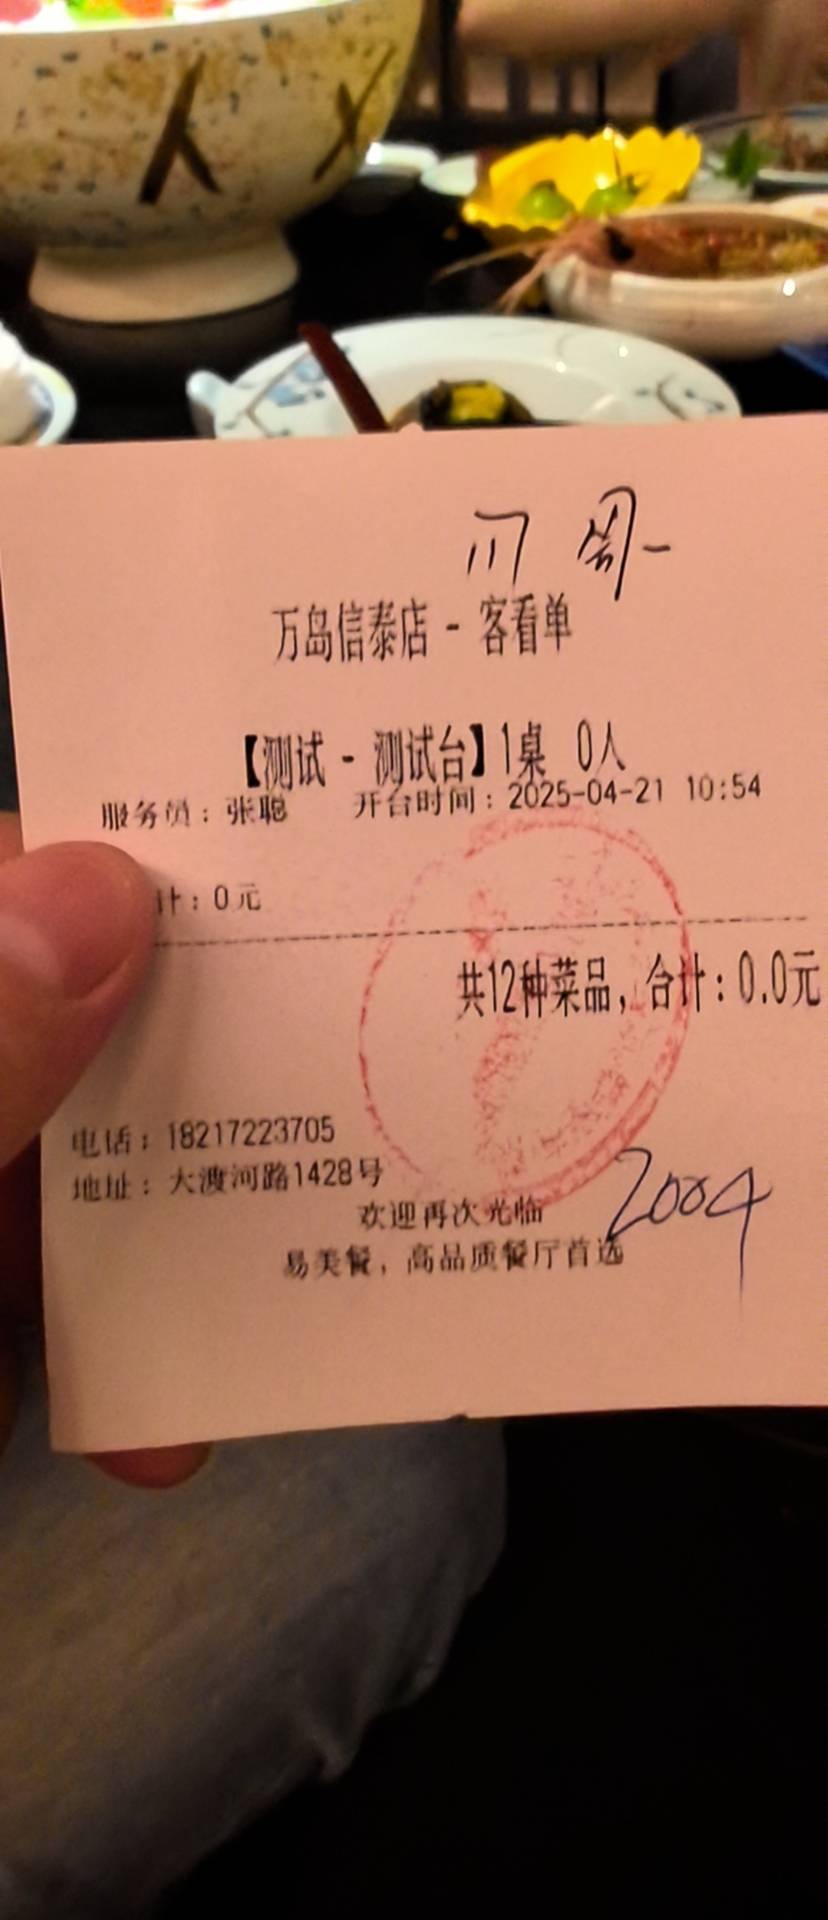 万岛信泰店 - 客看单
【测试 - 测试台】1桌 0人
服务员：张聪 开台时间：2025-04-21 10:54
计：0元
共12种菜品，合计：0.0元
电话：18217223705
地址：大渡河路1428号
2004
欢迎再次光临
易美餐，高品质餐厅首选